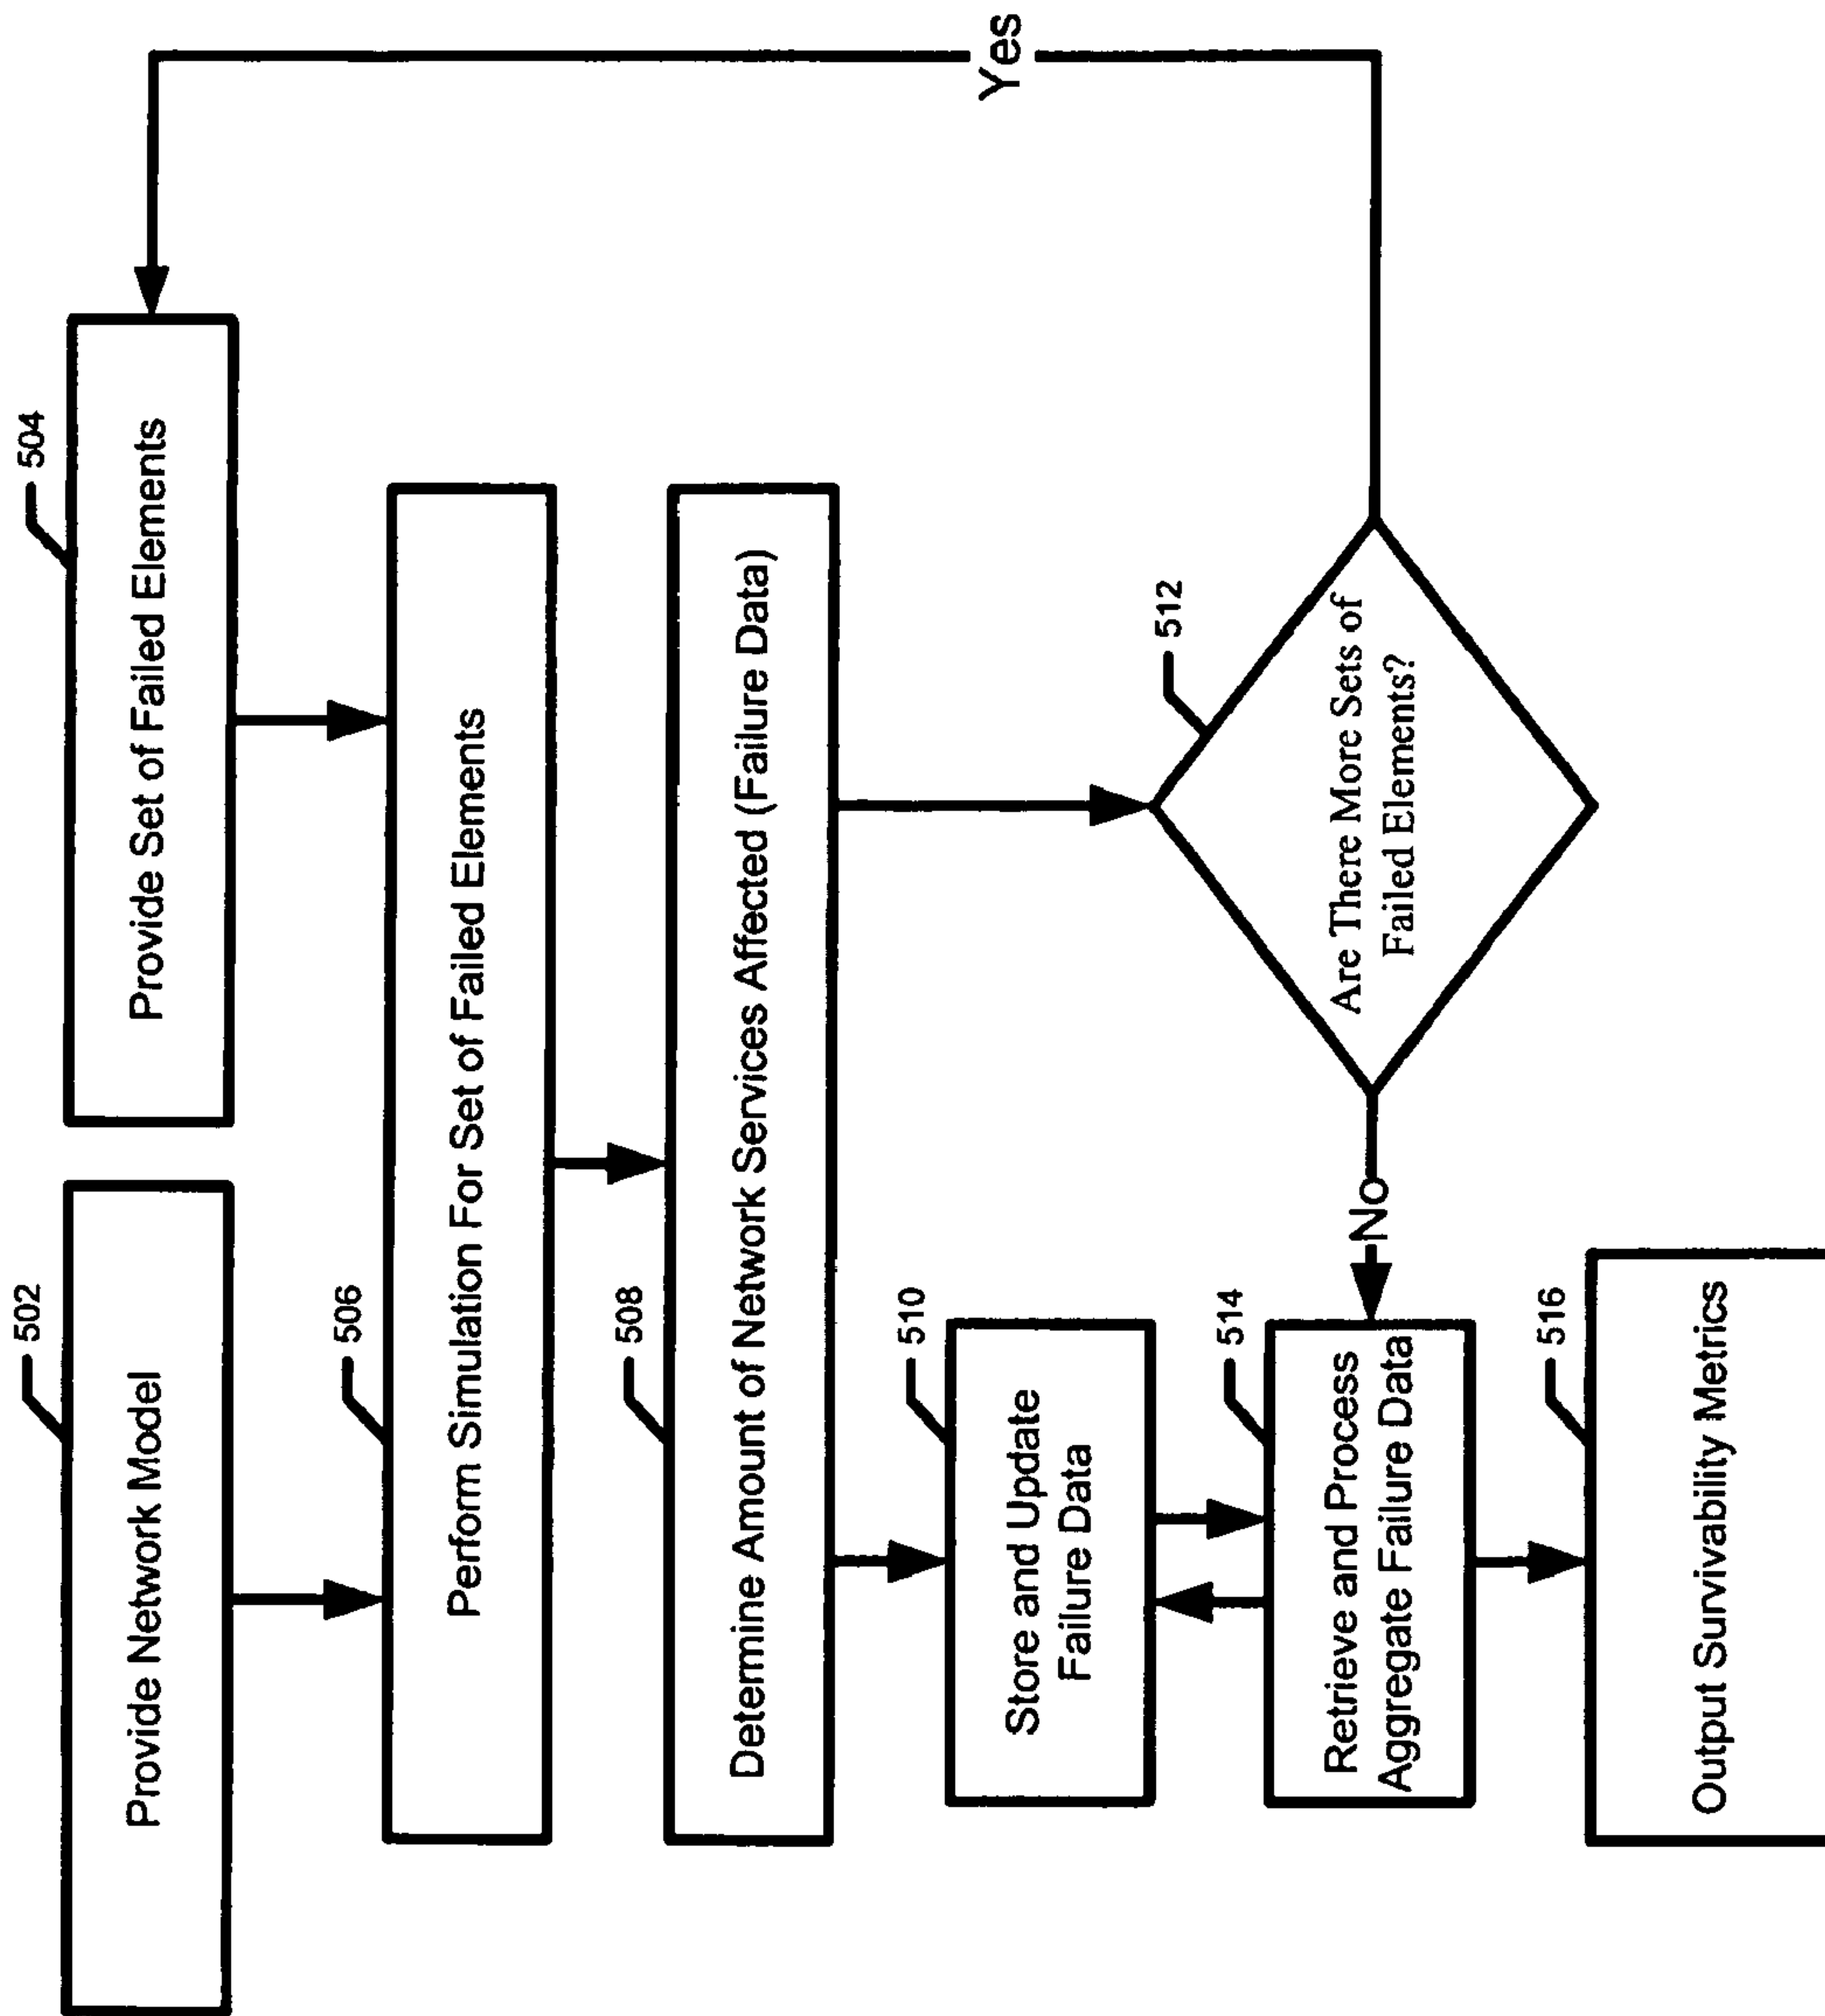 502
Provide Network Model
504
Provide Set of Failed Elements
506
Perform Simulation For Set of Failed Elements
508
Determine Amount of Network Services Affected (Failure Data)
510
Store and Update
Failure Data
512
Are There More Sets of
Failed Elements?
Yes
No
514
Retrieve and Process
Aggregate Failure Data
516
Output Survivability Metrics